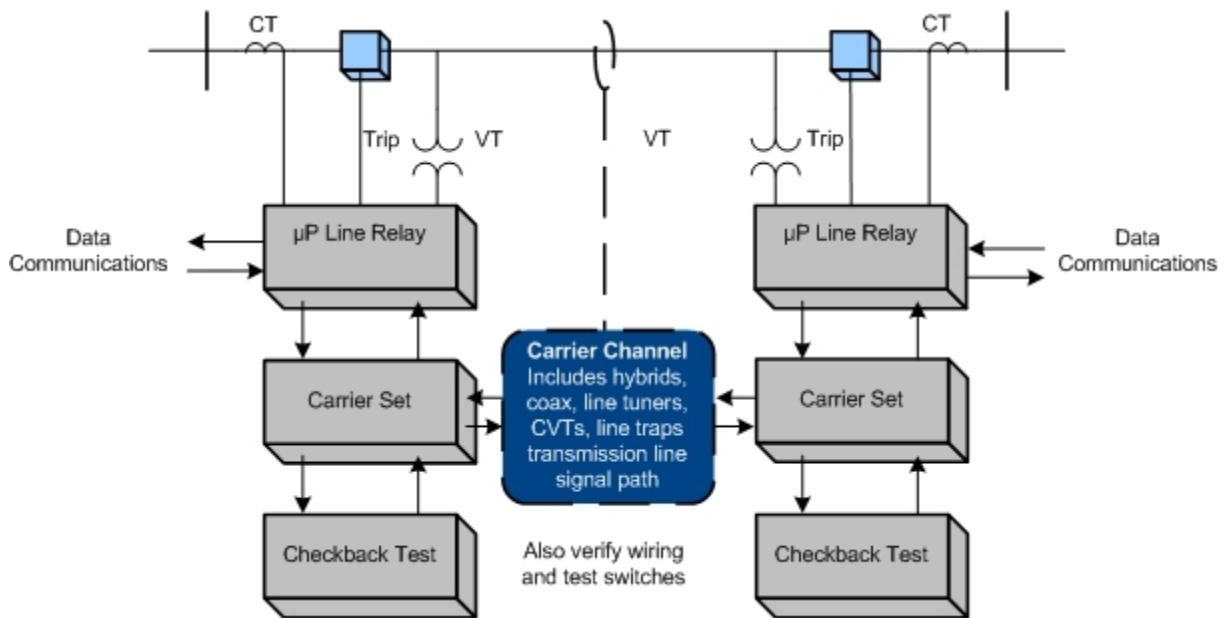 CT
CT
Trip
VT
VT
Trip
µP Line Relay
µP Line Relay
Data
Communications
Data
Communications
Carrier Channel
Includes hybrids,
coax, line tuners,
CVTs, line traps
transmission line
signal path
Carrier Set
Carrier Set
Checkback Test
Also verify wiring
and test switches
Checkback Test